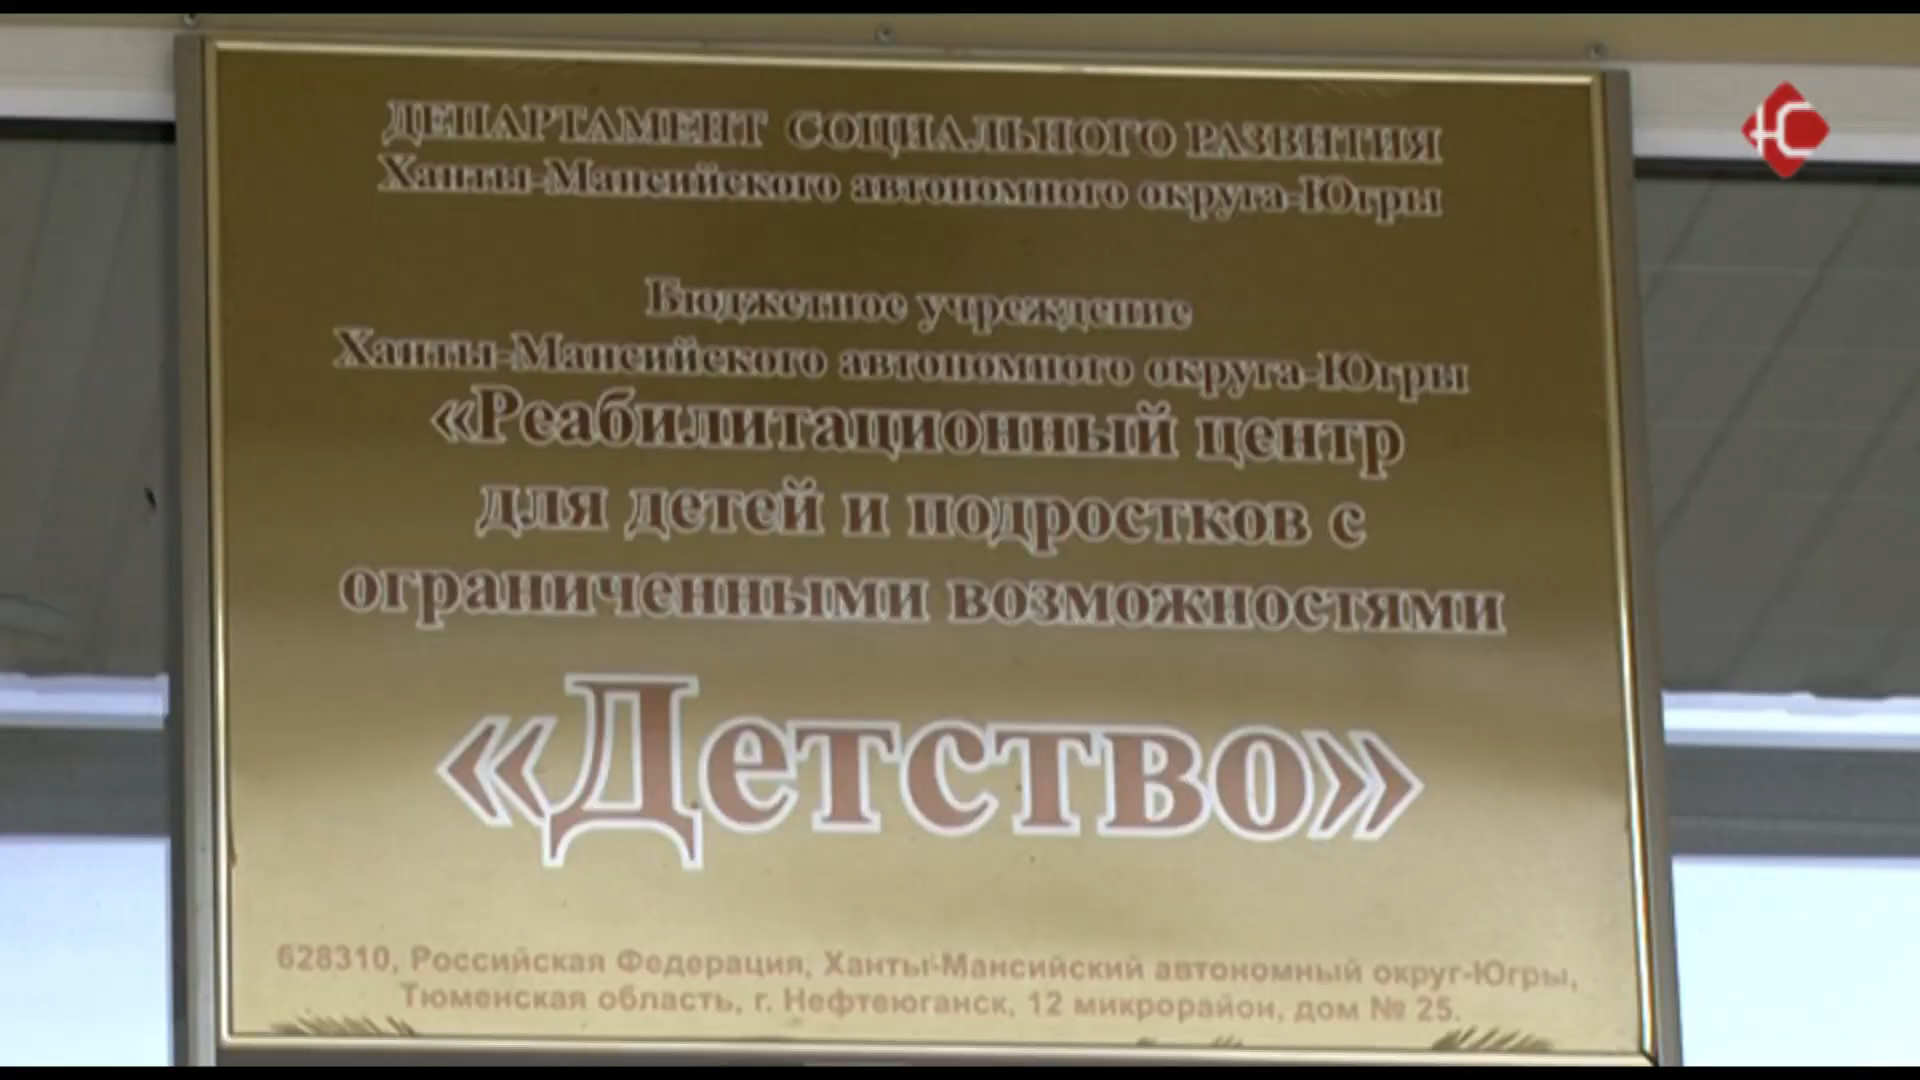 ДЕПАРТАМЕНТ СОЦИАЛЬНОГО РАЗВИТИЯ
Ханты-Мансийского автономного округа-Югры
Бюджетное учреждение
Ханты-Мансийского автономного округа-Югры
«Реабилитационный центр
для детей и подростков с
ограниченными возможностями
«Детство»
628310, Российская Федерация, Ханты-Мансийский автономный округ-Югры,
Тюменская область, г. Нефтеюганск, 12 микрорайон, дом № 25.